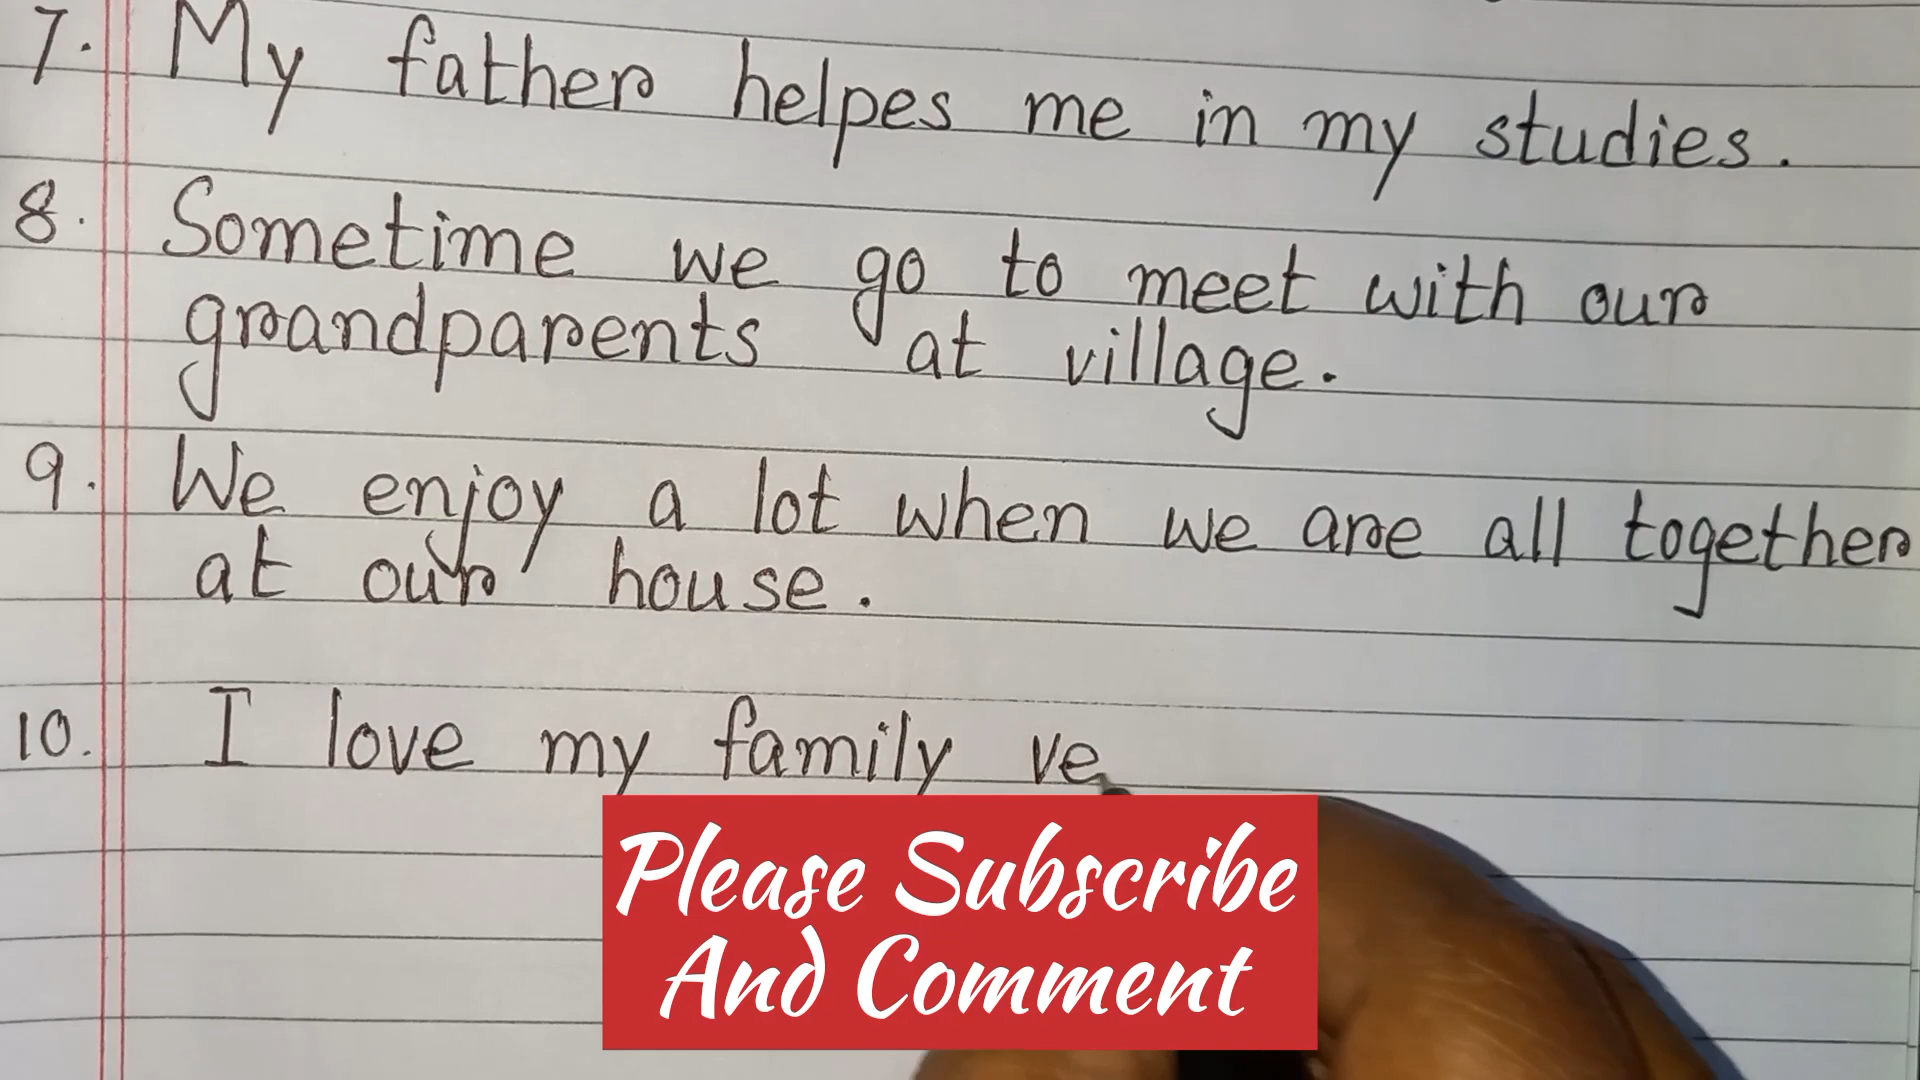 7. My father helpes me in my studies.
8. Sometime we go to meet with our
grandparents at village.
9. We enjoy a lot when we are all together
at our house.
10. I love my family ve
Please Subscribe
And Comment